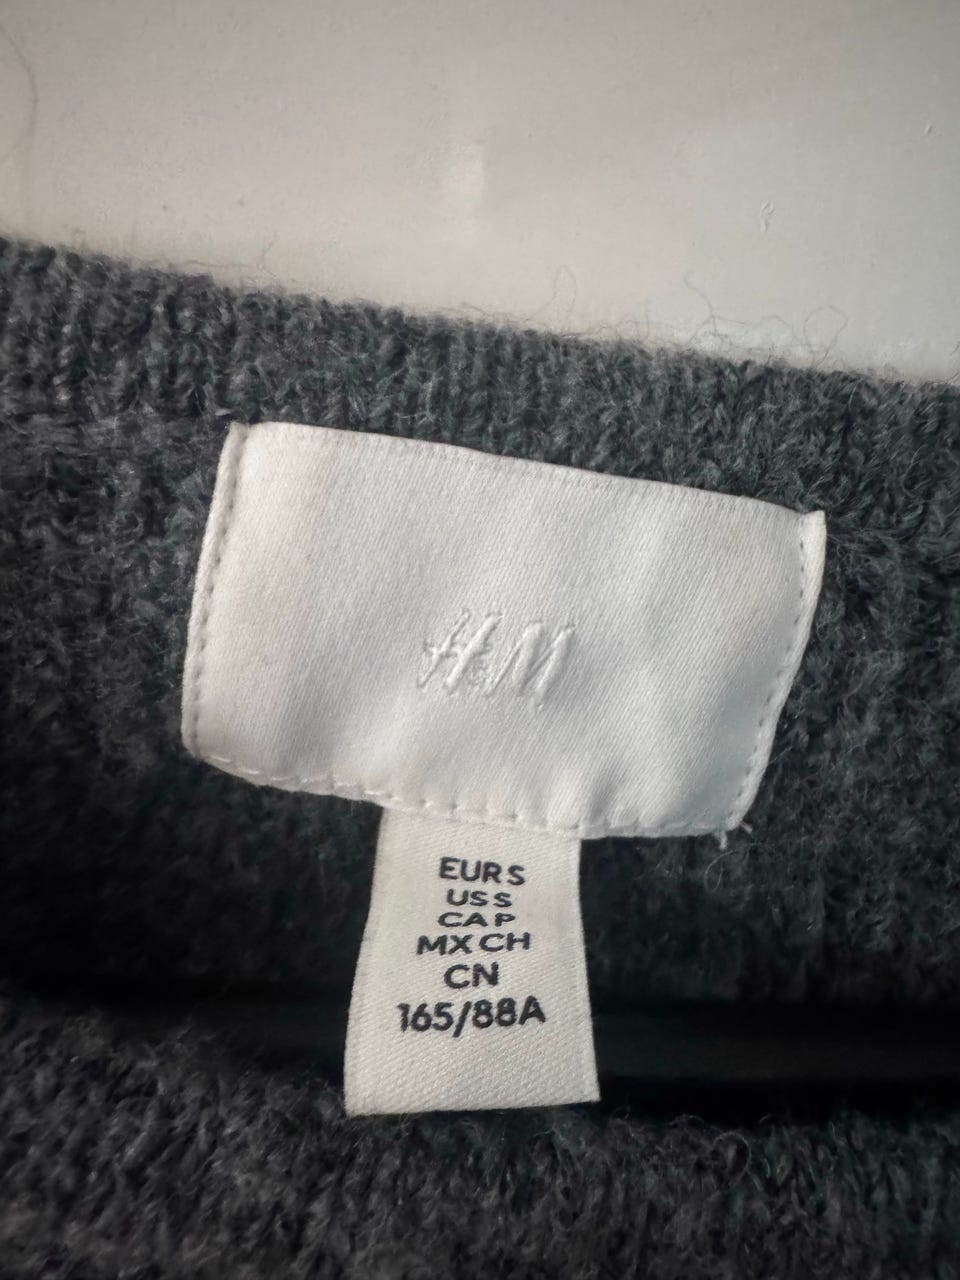 H&M
EUR S
US S
CA P
MX CH
CN
165/88A